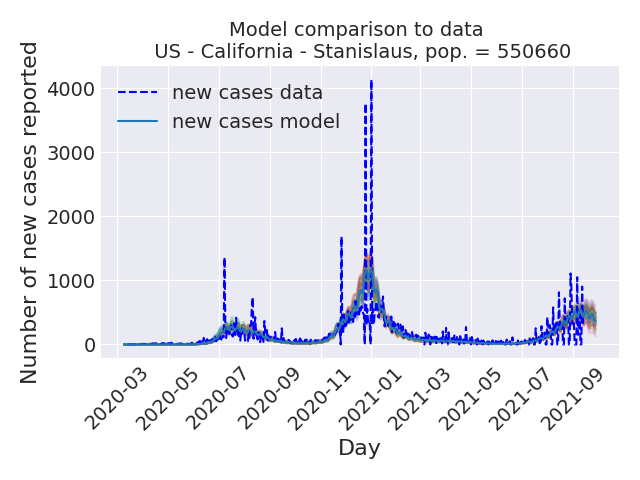 Model comparison to data
US - California - Stanislaus, pop. = 550660
Number of new cases reported
4000
3000
2000
1000
0
new cases data
new cases model
2020-03
2020-05
2020-07
2020-09
2020-11
2021-01
2021-03
2021-05
2021-07
2021-09
Day